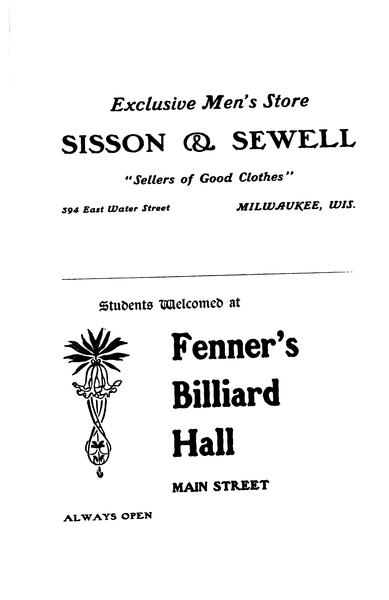 Exclusive Men's Store
SISSON & SEWELL
"Sellers of Good Clothes"
394 East Water Street MILWAUKEE, WIS.
Students Welcomed at
Fenner's
Billiard
Hall
MAIN STREET
ALWAYS OPEN